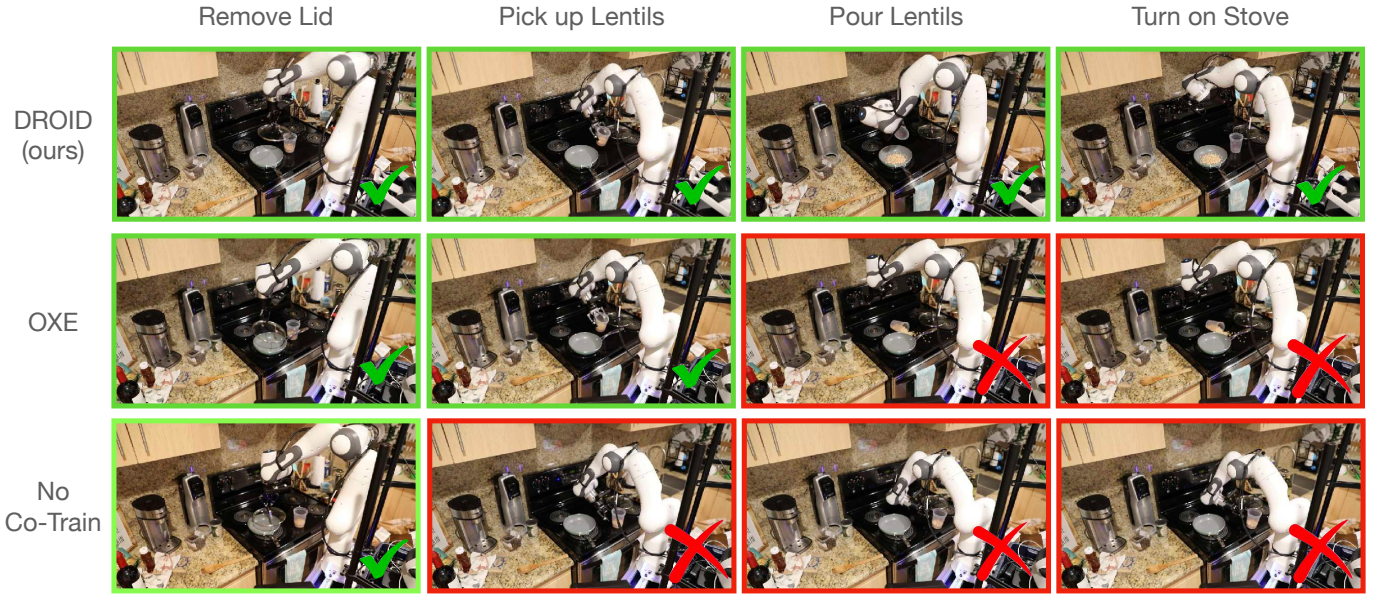 Remove Lid
Pick up Lentils
Pour Lentils
Turn on Stove
DROID
(ours)
OXE
No
Co-Train